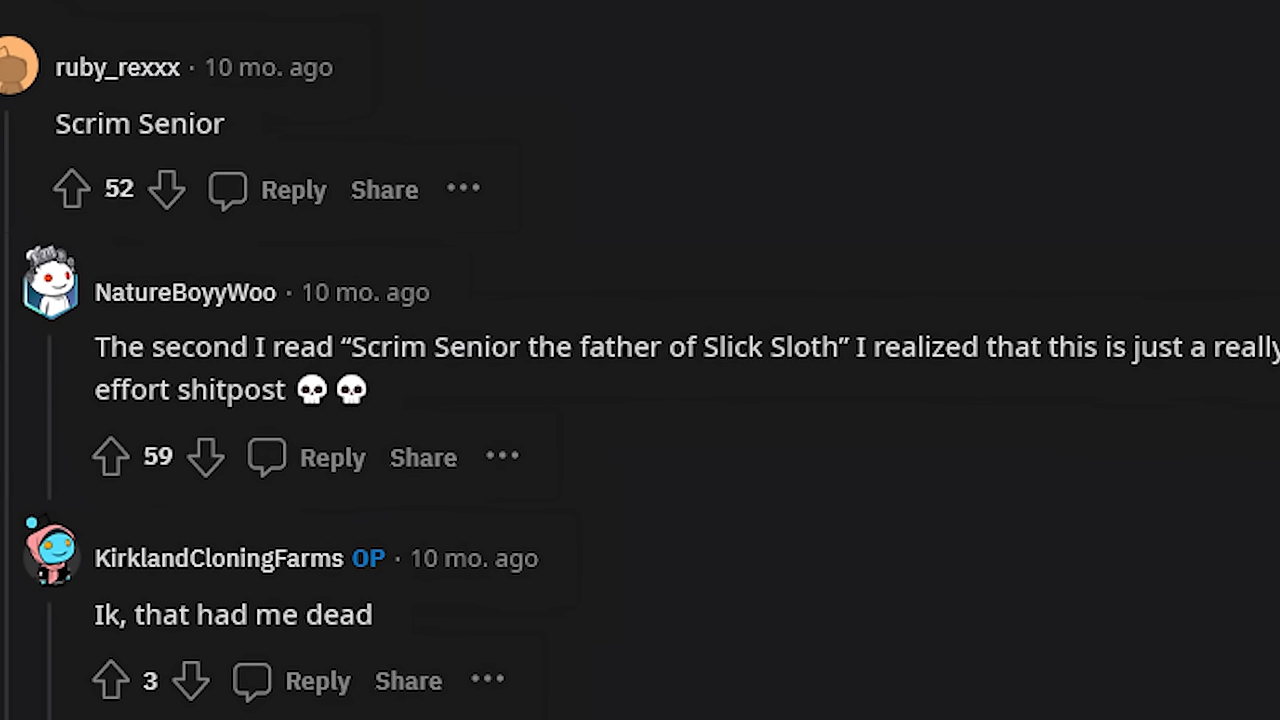 ruby_rexxx · 10 mo. ago
Scrim Senior
52 Reply Share •••
NatureBoyyWoo · 10 mo. ago
The second I read “Scrim Senior the father of Slick Sloth” I realized that this is just a really
effort shitpost 💀💀
59 Reply Share •••
KirklandCloningFarms OP · 10 mo. ago
Ik, that had me dead
3 Reply Share •••